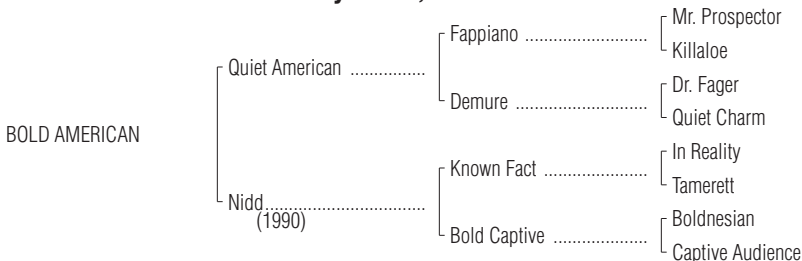 Mr. Prospector
Fappiano ............................
Killaloe
Quiet American ................
Dr. Fager
Demure ..............................
Quiet Charm
BOLD AMERICAN
In Reality
Known Fact ......................
Tamerett
Nidd...................................
(1990)
Boldnesian
Bold Captive ....................
Captive Audience